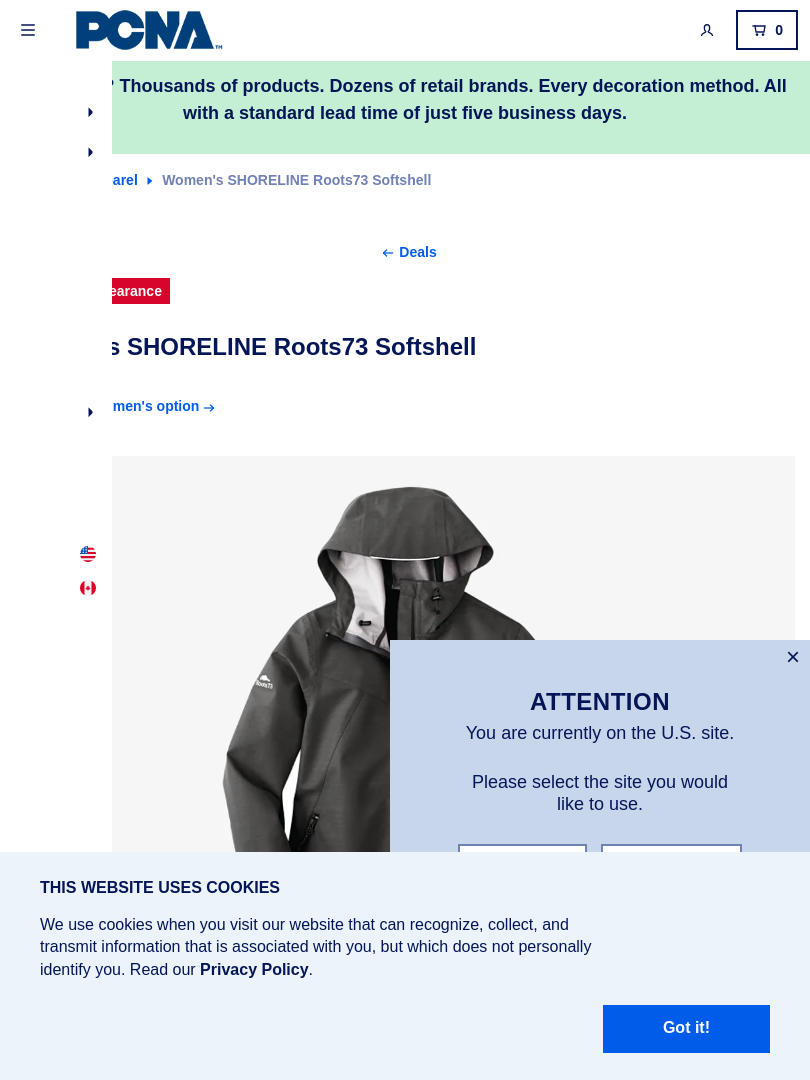 PCNA™
0
? Thousands of products. Dozens of retail brands. Every decoration method. All
with a standard lead time of just five business days.
arel Women's SHORELINE Roots73 Softshell
Deals
earance
s SHORELINE Roots73 Softshell
men's option
Roots73
ATTENTION
You are currently on the U.S. site.
Please select the site you would
like to use.
THIS WEBSITE USES COOKIES
We use cookies when you visit our website that can recognize, collect, and
transmit information that is associated with you, but which does not personally
identify you. Read our Privacy Policy.
Got it!